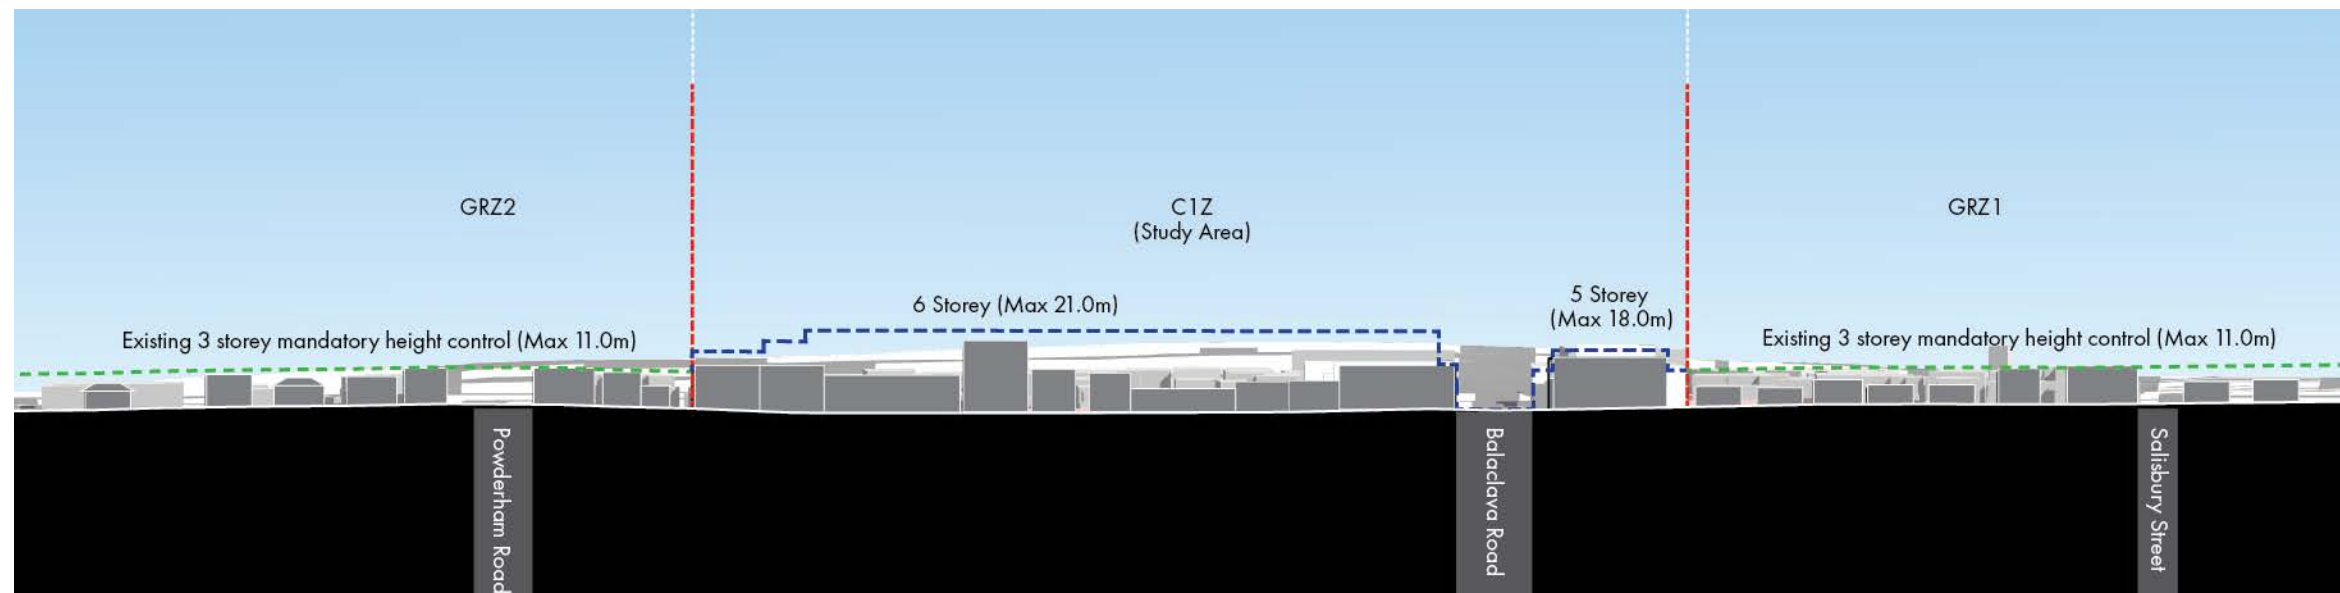 GRZ2
C1Z
(Study Area)
GRZ1
6 Storey (Max 21.0m)
5 Storey
(Max 18.0m)
Existing 3 storey mandatory height control (Max 11.0m)
Existing 3 storey mandatory height control (Max 11.0m)
Powderham Road
Balaclava Road
Salisbury Street